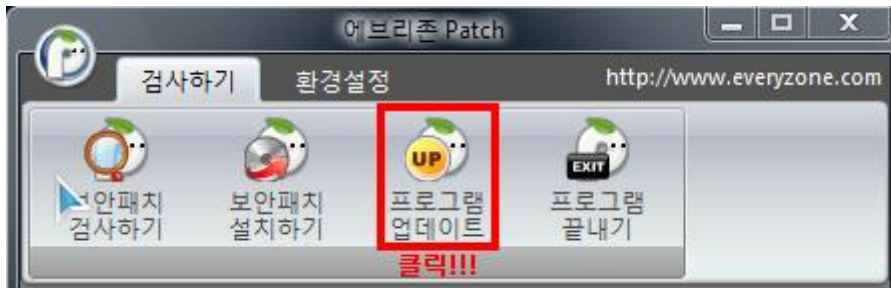 에브리존 Patch
검사하기 환경설정 http://www.everyzone.com
보안패치 검사하기
보안패치 설치하기
UP
프로그램 업데이트
EXIT
프로그램 끝내기
클릭!!!